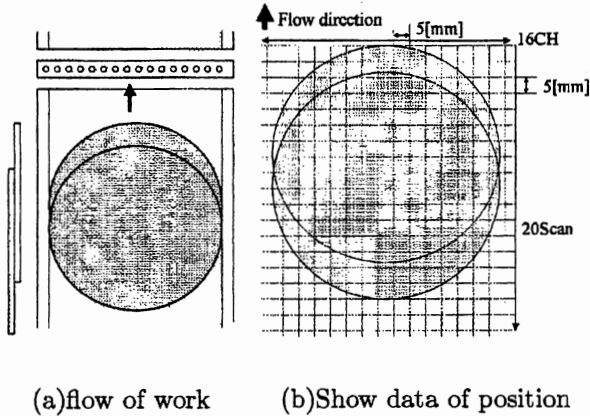 Flow direction
5[mm]
16CH
5[mm]
20Scan
(a)flow of work
(b)Show data of position